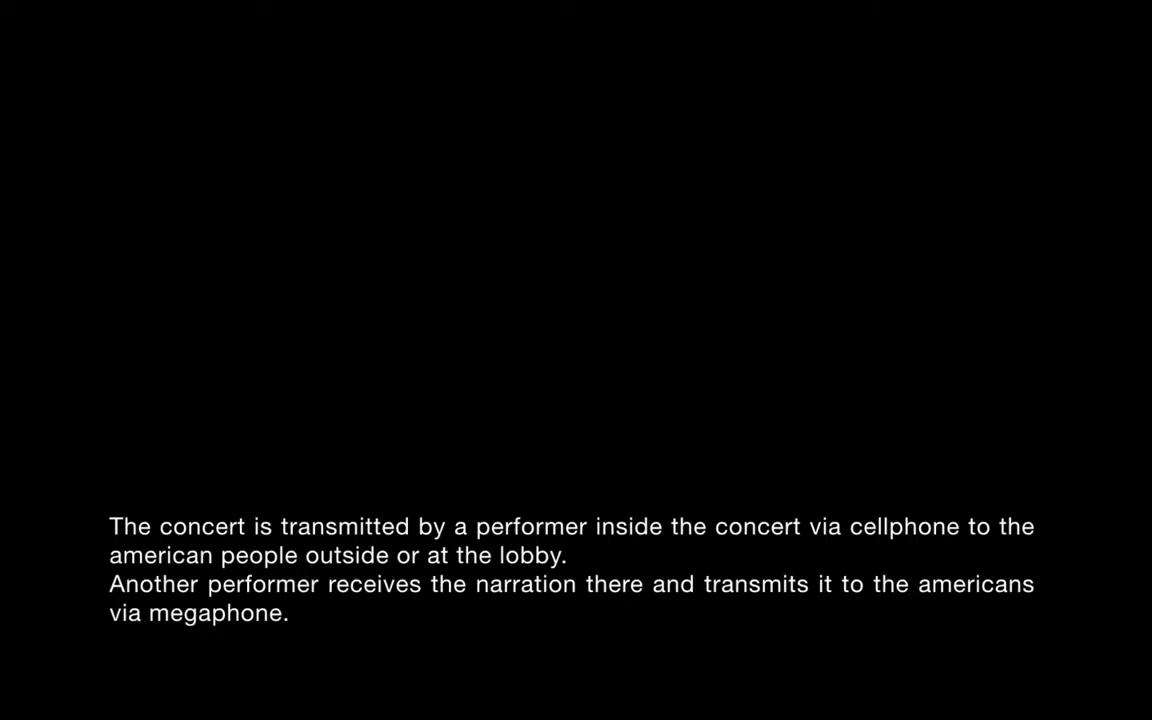 The concert is transmitted by a performer inside the concert via cellphone to the
american people outside or at the lobby.
Another performer receives the narration there and transmits it to the americans
via megaphone.